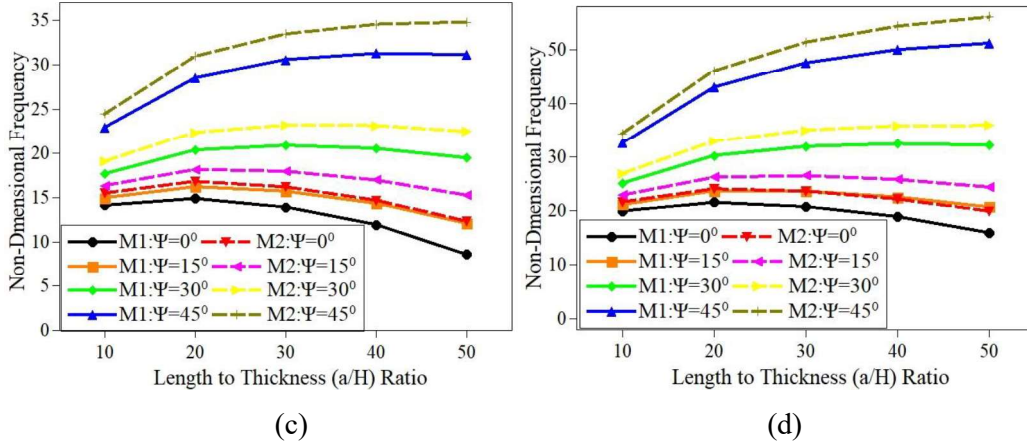 35
30
25
20
15
10
5
0
Non-Dmensional Frequency
M1:Ψ=0⁰ M2:Ψ=0⁰
M1:Ψ=15⁰ M2:Ψ=15⁰
M1:Ψ=30⁰ M2:Ψ=30⁰
M1:Ψ=45⁰ M2:Ψ=45⁰
10 20 30 40 50
Length to Thickness (a/H) Ratio
(c)
50
40
30
20
10
0
Non-Dmensional Frequency
M1:Ψ=0⁰ M2:Ψ=0⁰
M1:Ψ=15⁰ M2:Ψ=15⁰
M1:Ψ=30⁰ M2:Ψ=30⁰
M1:Ψ=45⁰ M2:Ψ=45⁰
10 20 30 40 50
Length to Thickness (a/H) Ratio
(d)